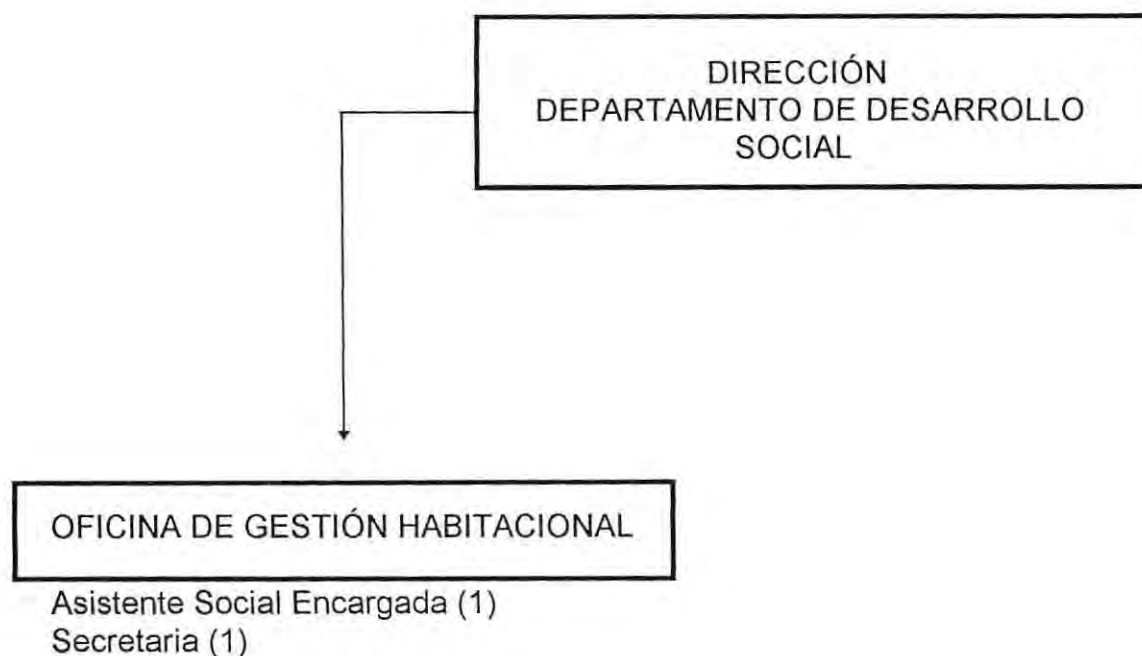 DIRECCIÓN
DEPARTAMENTO DE DESARROLLO
SOCIAL
OFICINA DE GESTIÓN HABITACIONAL
Asistente Social Encargada (1)
Secretaria (1)